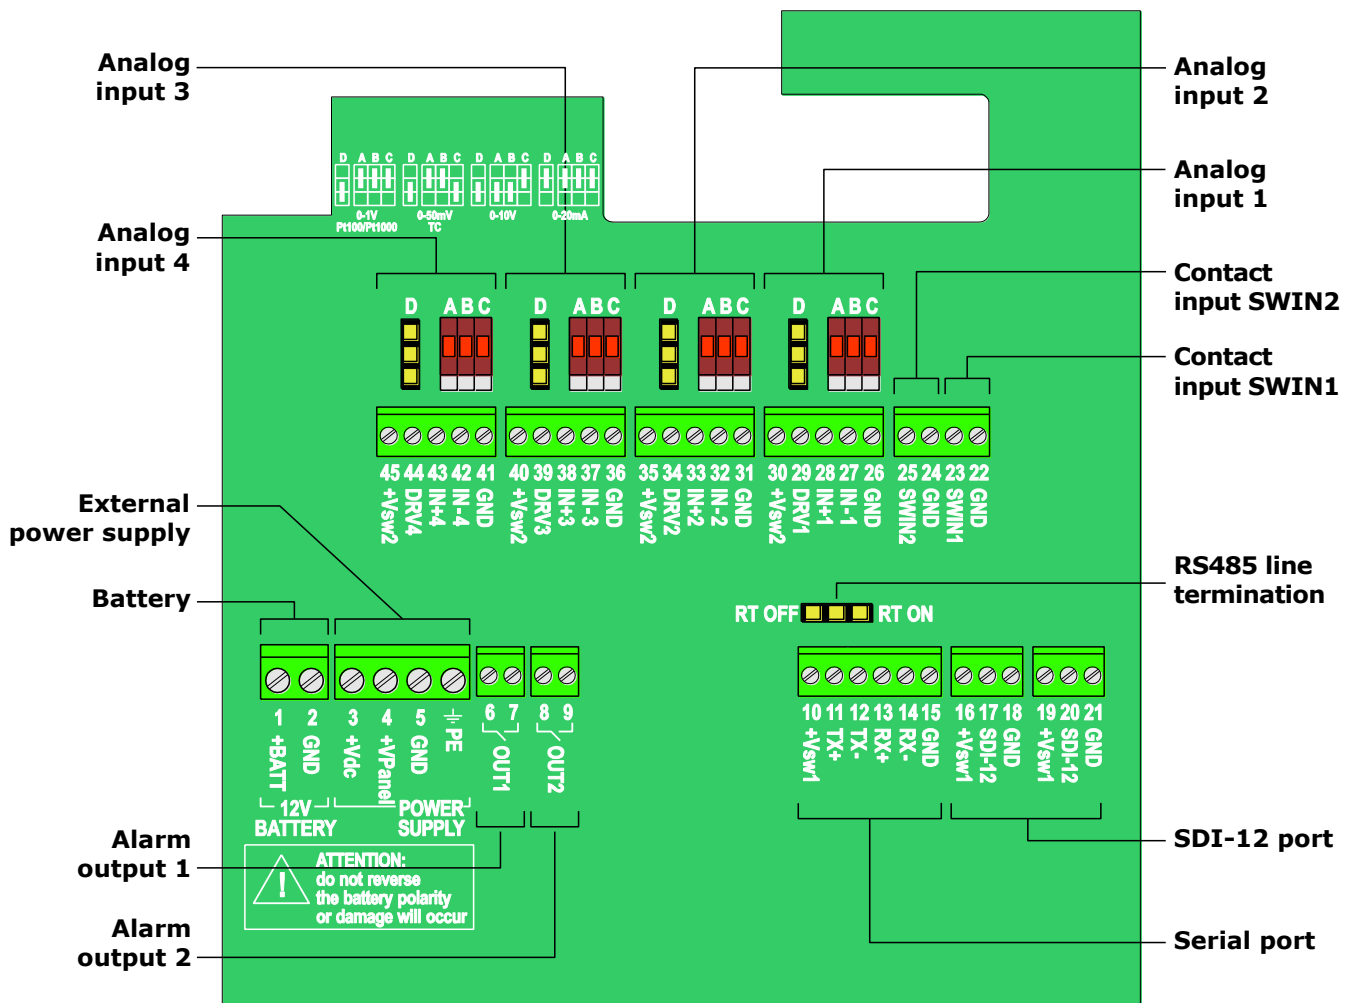 Analog
input 3
Analog
input 2
Analog
input 1
Analog
input 4
Contact
input SWIN2
Contact
input SWIN1
D A B C D A B C D A B C D A B C
0-1V 0-50mV 0-10V 0-20mA
Pt100/Pt1000 TC
D A B C D A B C D A B C D A B C
45 44 43 42 41 40 39 38 37 36 35 34 33 32 31 30 29 28 27 26 25 24 23 22
+Vsw2 DRV4 IN+4 IN-4 GND +Vsw2 DRV3 IN+3 IN-3 GND +Vsw2 DRV2 IN+2 IN-2 GND +Vsw2 DRV1 IN+1 IN-1 GND SWIN2 GND SWIN1 GND
External
power supply
Battery
RS485 line
termination
RT OFF RT ON
1 2 3 4 5 6 7 8 9 10 11 12 13 14 15 16 17 18 19 20 21
+BATT GND +Vdc +VPanel GND PE OUT1 OUT2 +Vsw1 TX+ TX- RX+ RX- GND +Vsw1 SDI-12 GND +Vsw1 SDI-12 GND
12V
BATTERY
POWER
SUPPLY
ATTENTION:
do not reverse
the battery polarity
or damage will occur
!
Alarm
output 1
Alarm
output 2
SDI-12 port
Serial port